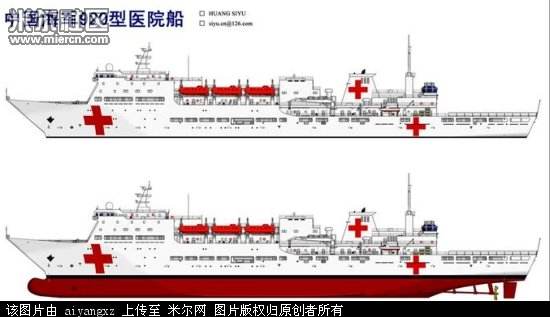 中国海军920型医院船
米尔社区
www.miercn.com
HUANG SIYU
siyu.cn@126.com
该图片由 aiyangxz 上传至 米尔网 图片版权归原创者所有